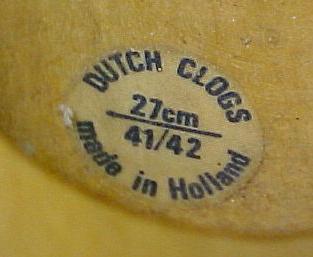 DUTCH CLOGS
27cm
41/42
made in Holland